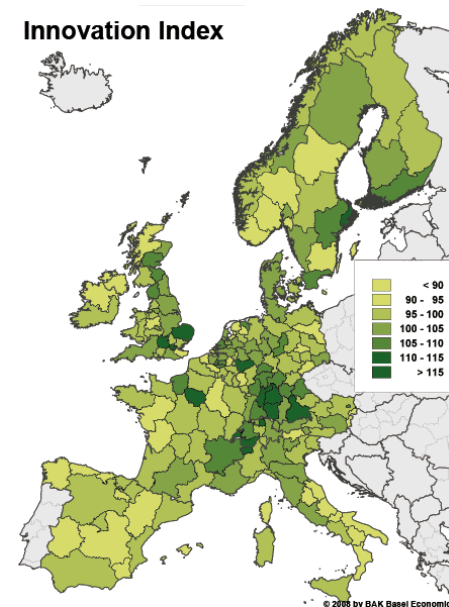 Innovation Index
< 90
90 - 95
95 - 100
100 - 105
105 - 110
110 - 115
> 115
© 2008 by BAK Basel Economic